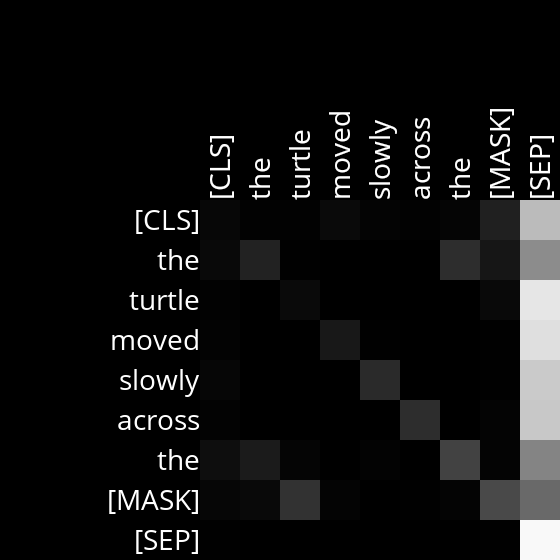 [CLS] the turtle moved slowly across the [MASK] [SEP]
[CLS]
the
turtle
moved
slowly
across
the
[MASK]
[SEP]